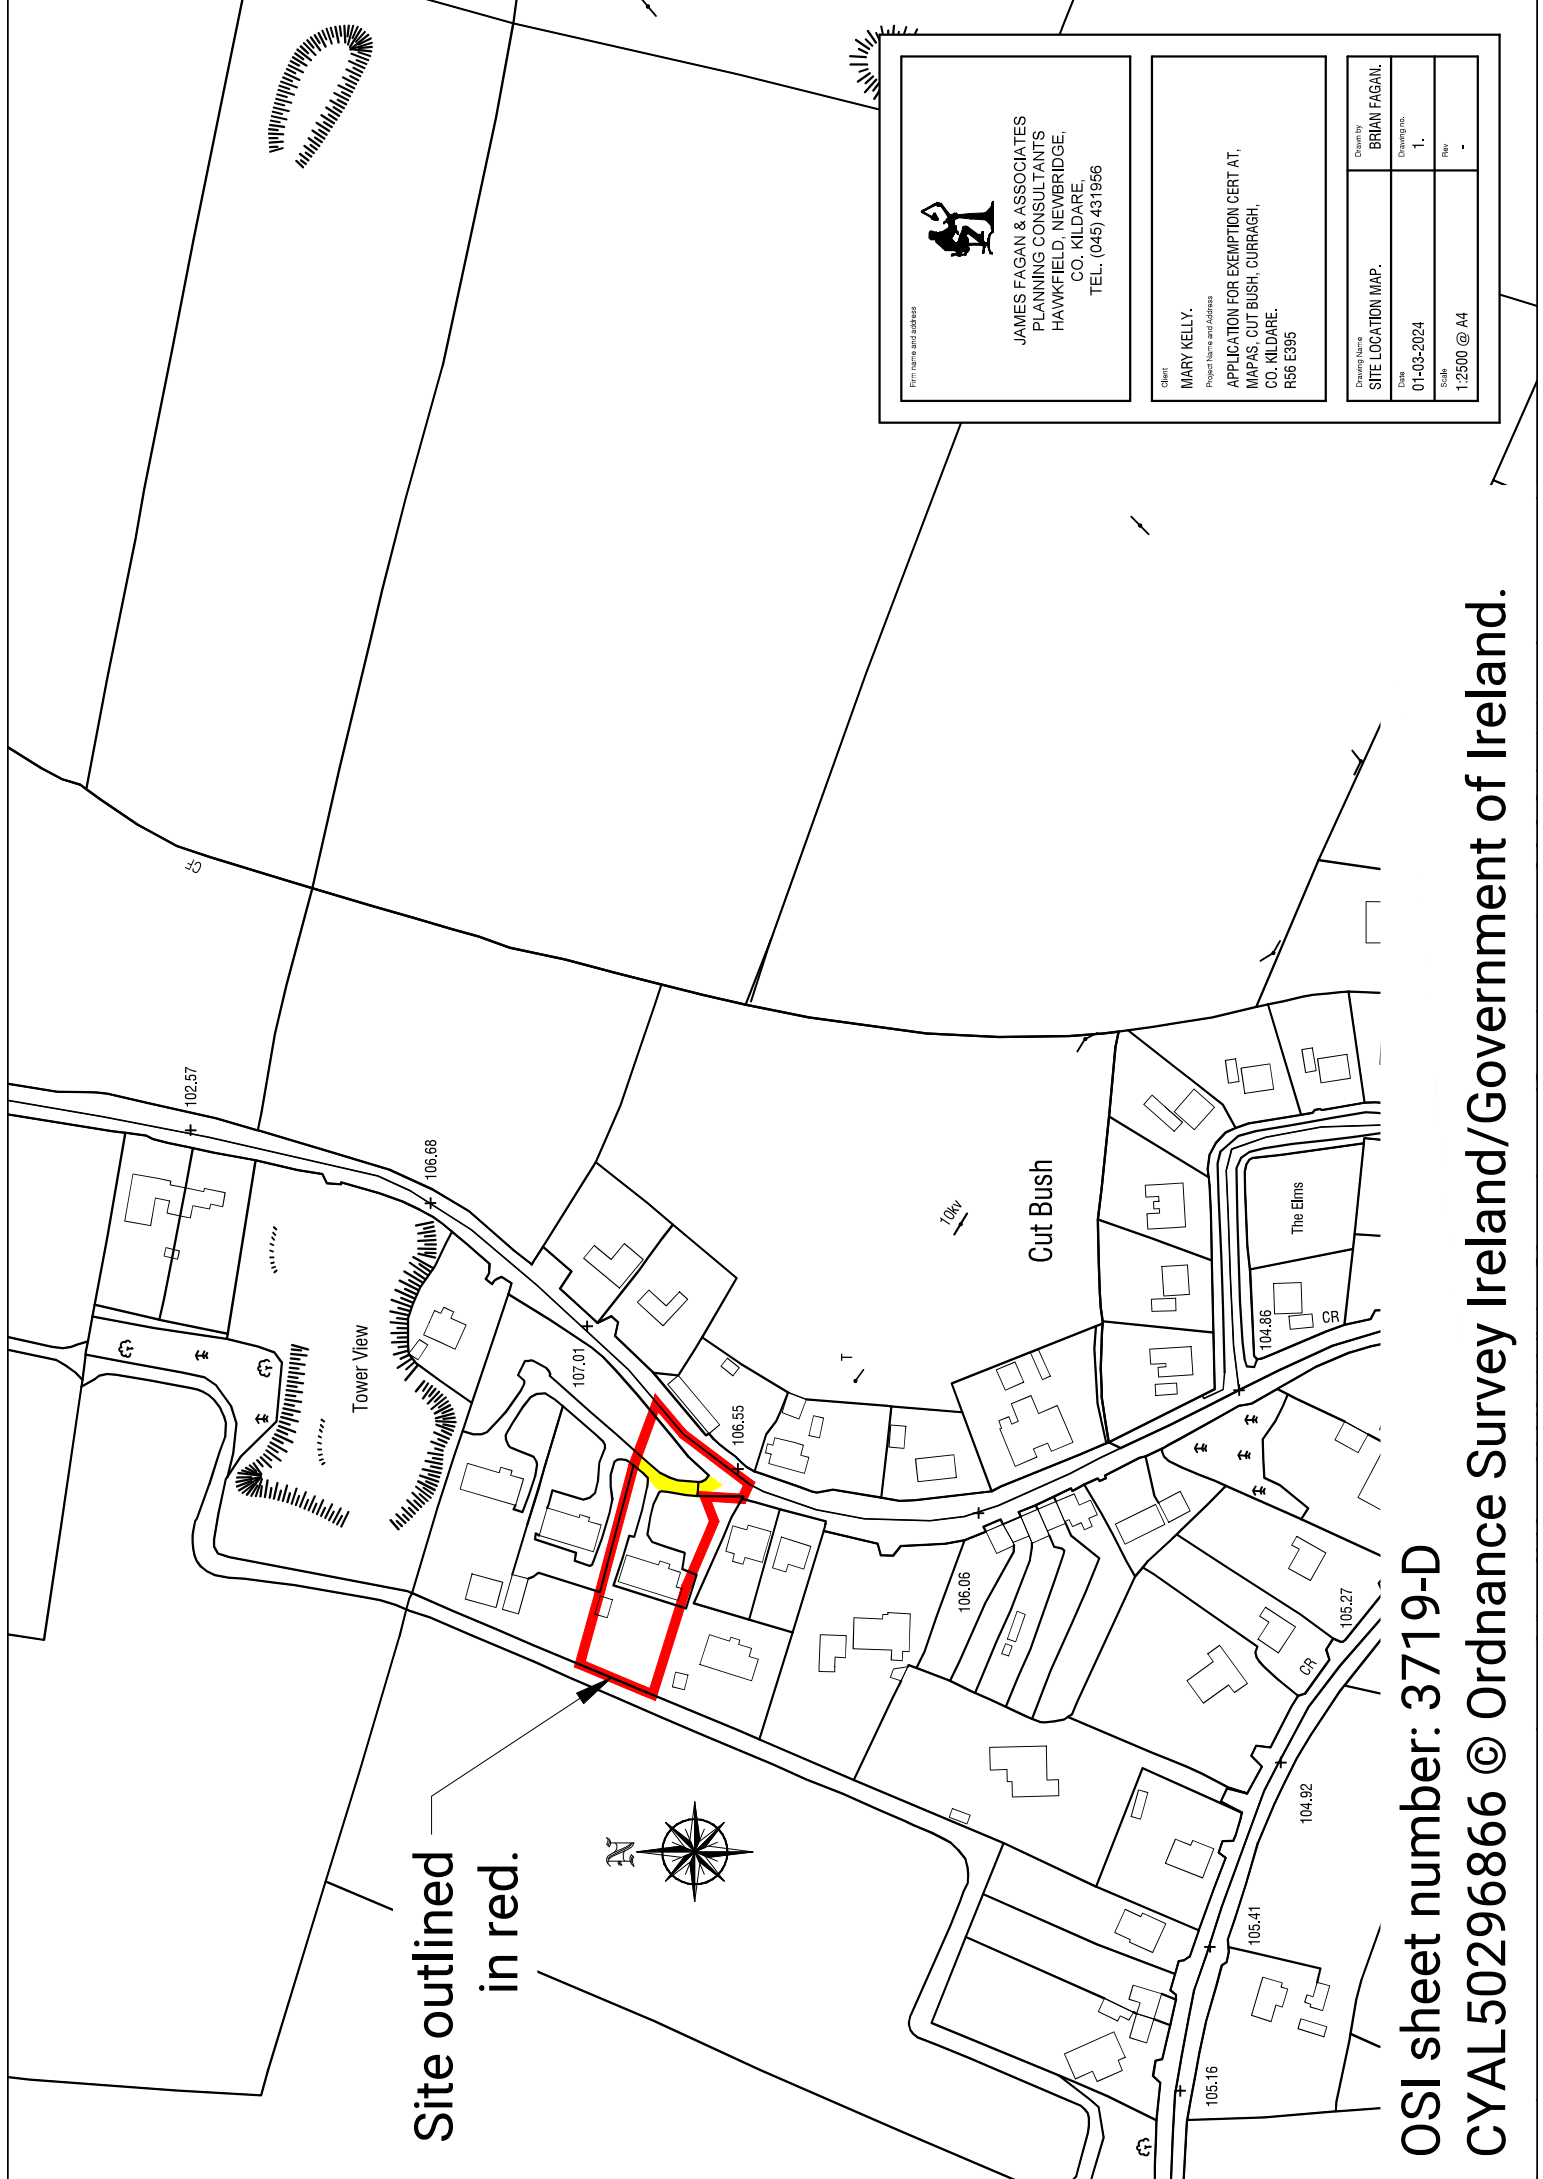 Site outlined
in red.
N
Tower View
102.57
106.68
107.01
106.55
CF
T
10kv
Cut Bush
The Elms
104.86
CR
106.06
105.27
CR
104.92
105.41
105.16
Firm name and address
JAMES FAGAN & ASSOCIATES
PLANNING CONSULTANTS
HAWKFIELD, NEWBRIDGE,
CO. KILDARE,
TEL. (045) 431956
Client
MARY KELLY.
Project Name and Address
APPLICATION FOR EXEMPTION CERT AT,
MAPAS, CUT BUSH, CURRAGH,
CO. KILDARE.
R56 E395
Drawing Name
SITE LOCATION MAP.
Drawn by
BRIAN FAGAN.
Date
01-03-2024
Drawing no.
1.
Scale
1:2500 @ A4
Rev
-
OSI sheet number: 3719-D
CYAL50296866 © Ordnance Survey Ireland/Government of Ireland.